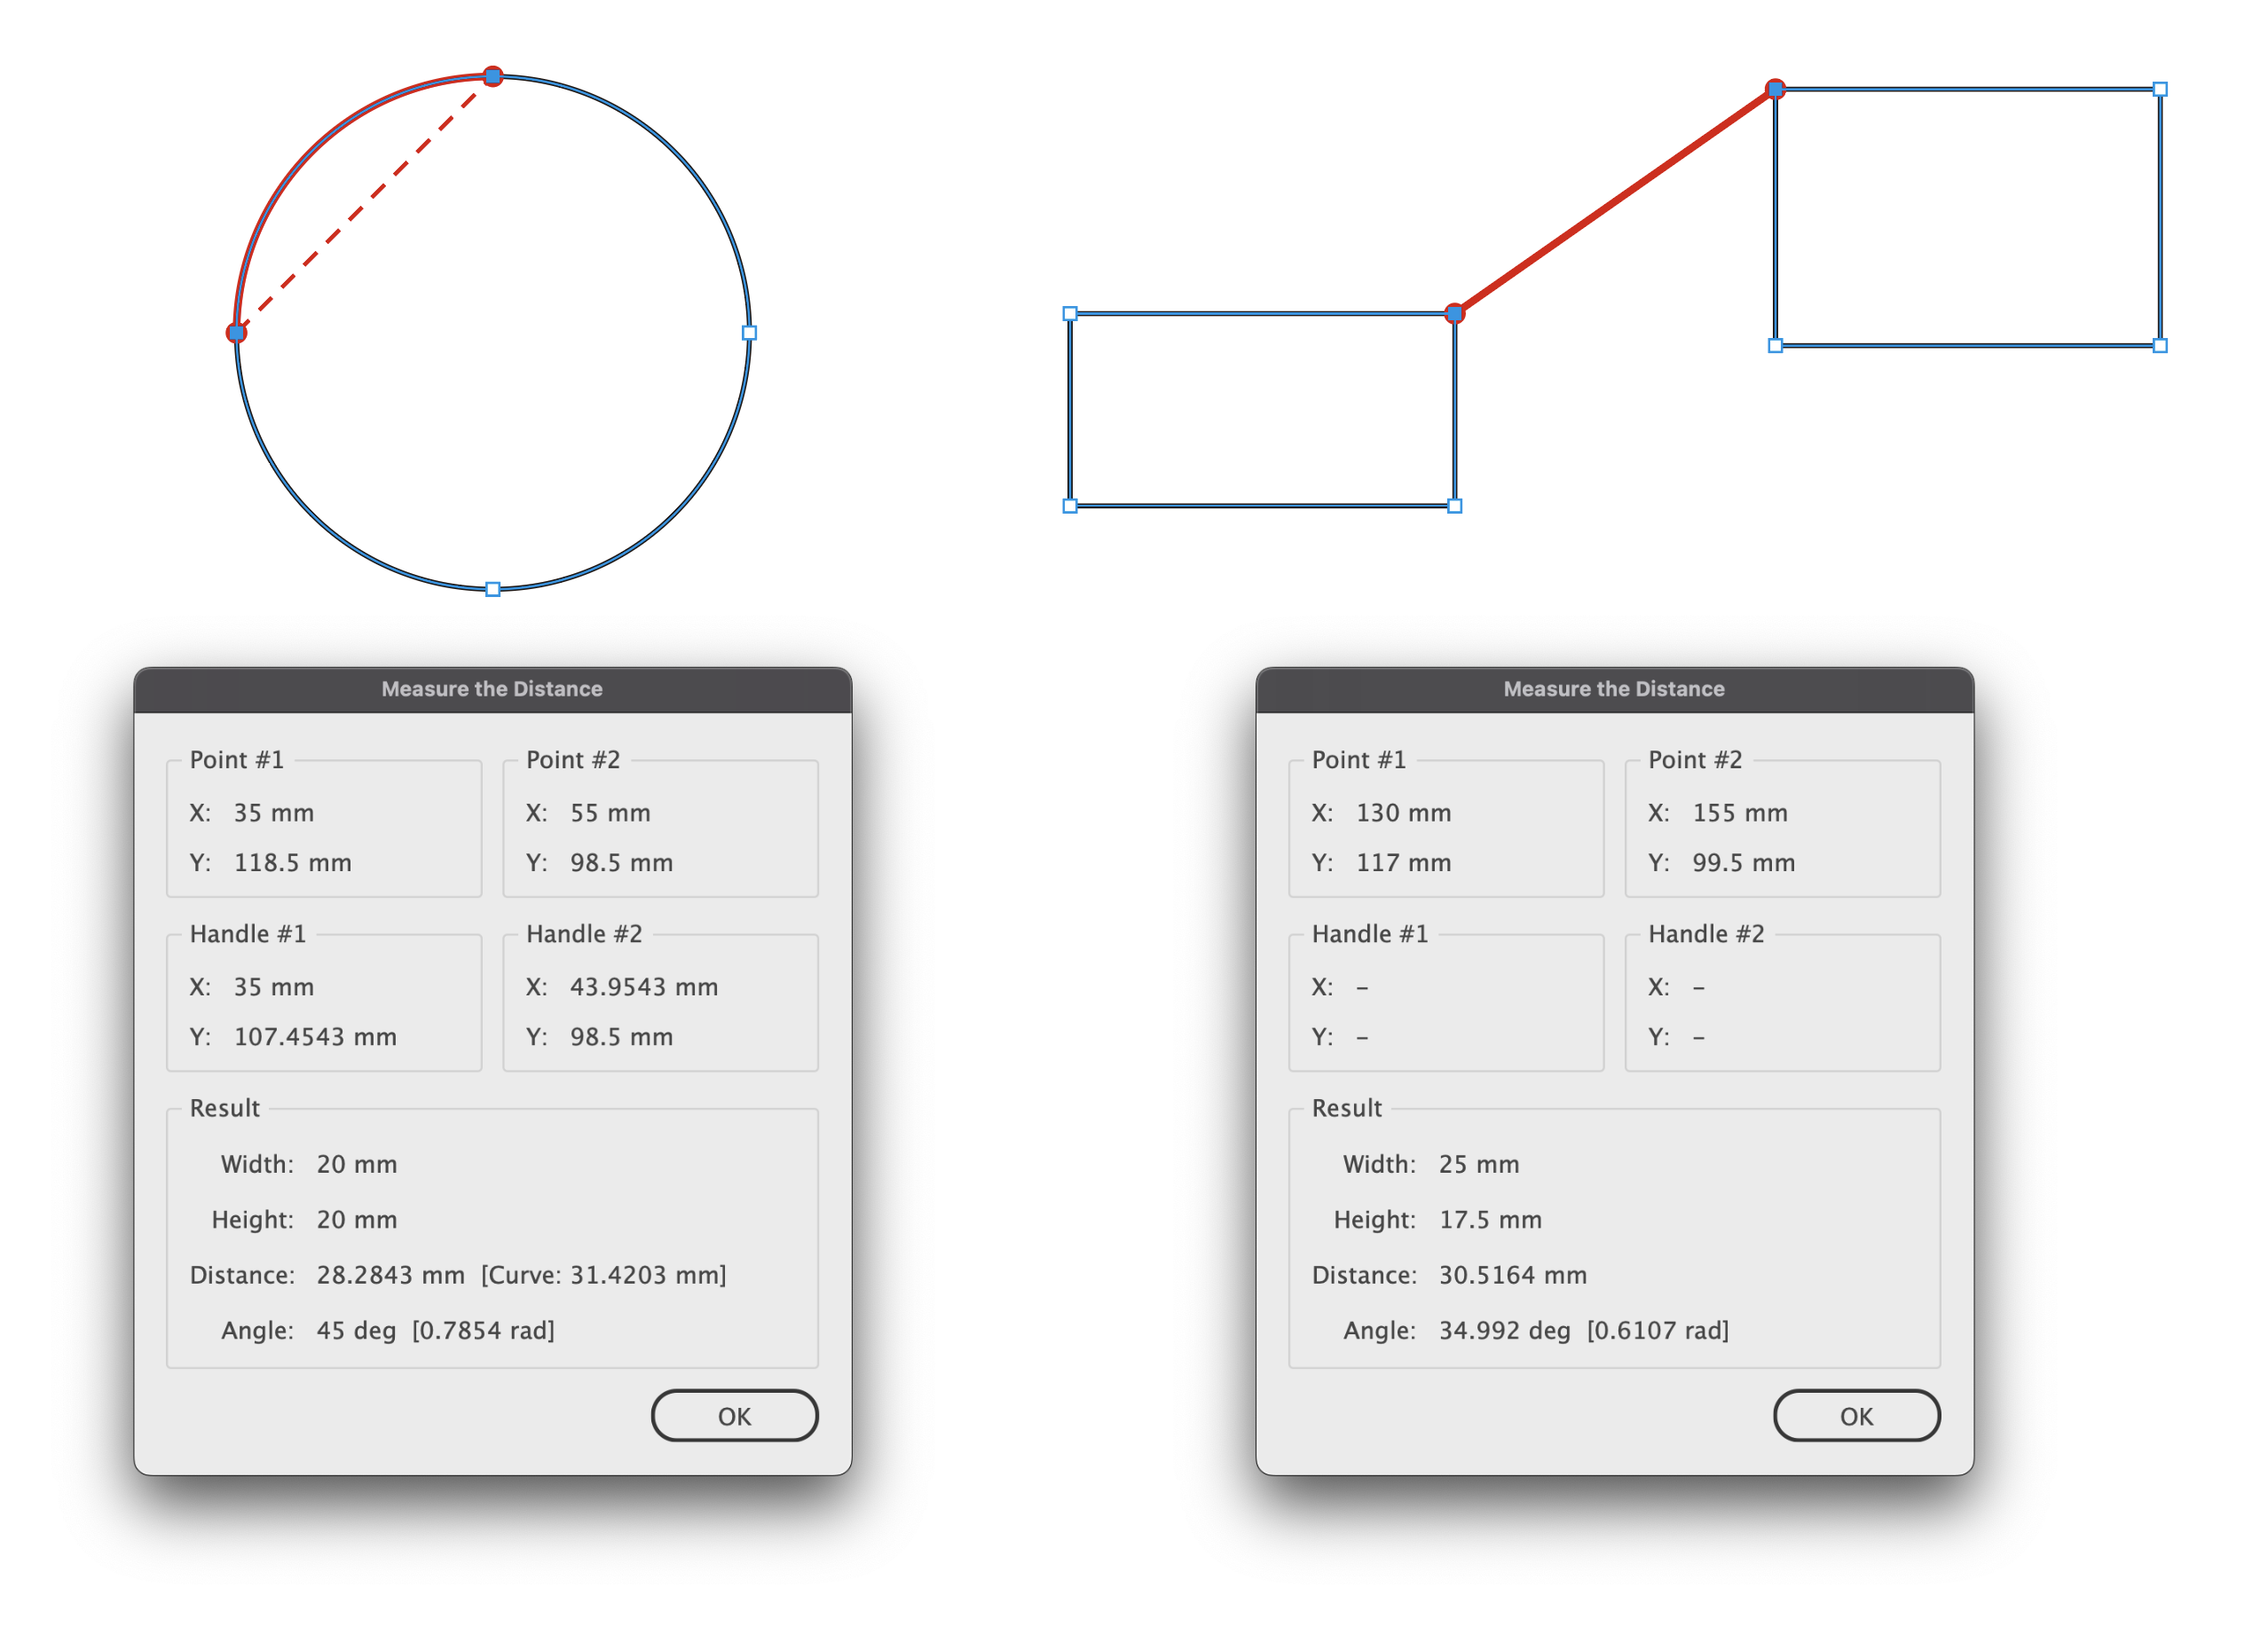 Measure the Distance
Point #1
X: 35 mm
Y: 118.5 mm
Point #2
X: 55 mm
Y: 98.5 mm
Handle #1
X: 35 mm
Y: 107.4543 mm
Handle #2
X: 43.9543 mm
Y: 98.5 mm
Result
Width: 20 mm
Height: 20 mm
Distance: 28.2843 mm [Curve: 31.4203 mm]
Angle: 45 deg [0.7854 rad]
OK
Measure the Distance
Point #1
X: 130 mm
Y: 117 mm
Point #2
X: 155 mm
Y: 99.5 mm
Handle #1
X: –
Y: –
Handle #2
X: –
Y: –
Result
Width: 25 mm
Height: 17.5 mm
Distance: 30.5164 mm
Angle: 34.992 deg [0.6107 rad]
OK